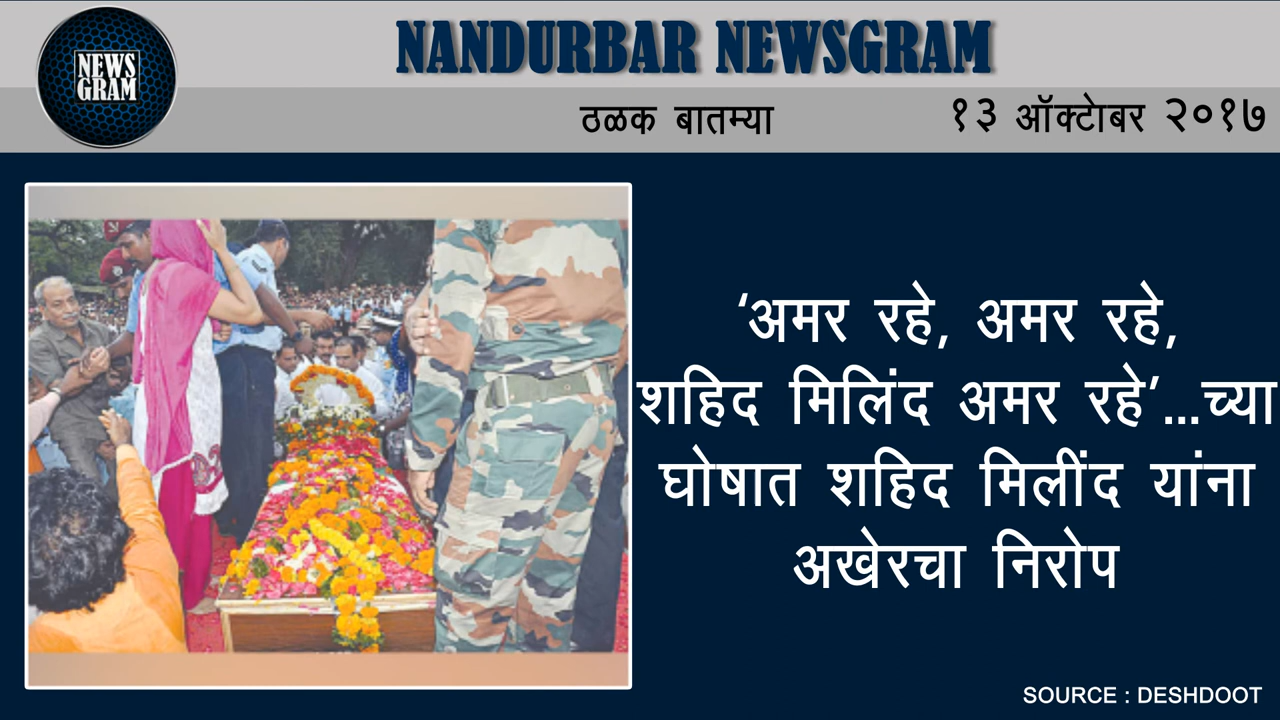 NEWS
GRAM
NANDURBAR NEWSGRAM
ठळक बातम्या
१३ ऑक्टोबर २०१७
‘अमर रहे, अमर रहे,
शहिद मिलिंद अमर रहे’...च्या
घोषात शहिद मिलींद यांना
अखेरचा निरोप
SOURCE : DESHDOOT